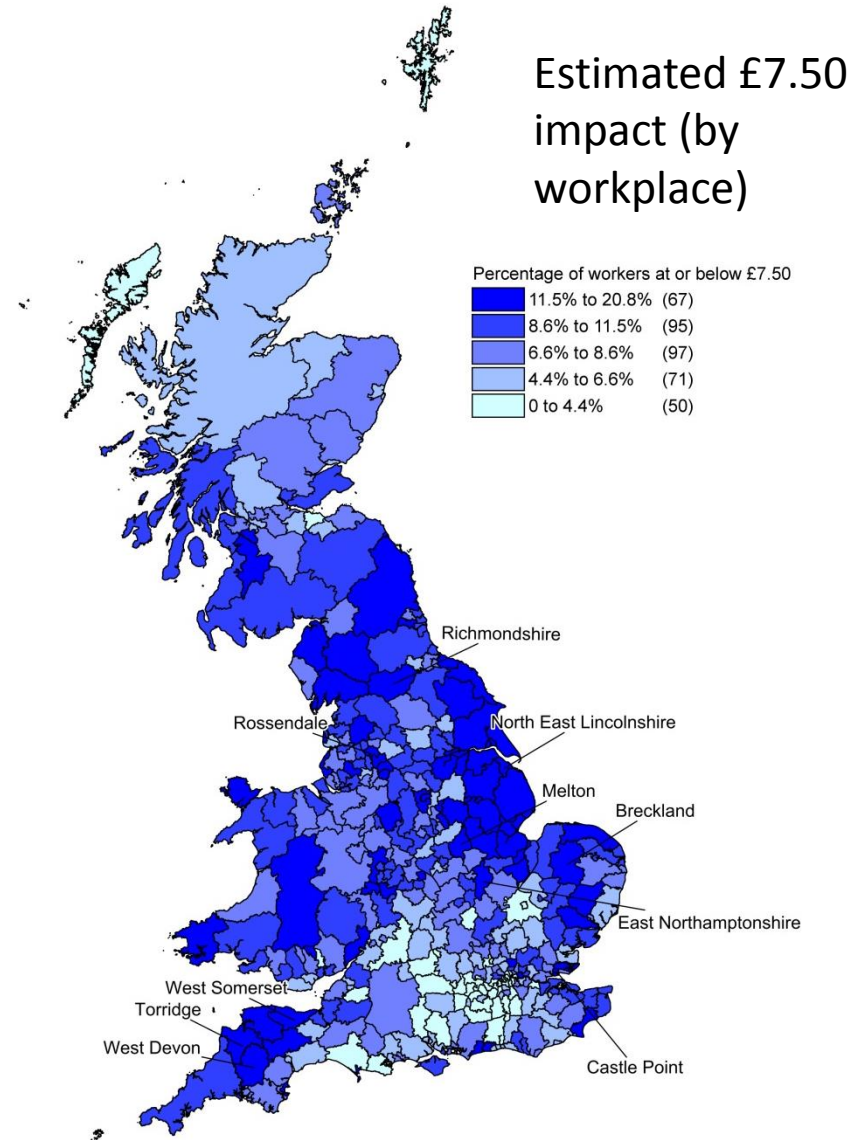 Estimated £7.50
impact (by
workplace)
Percentage of workers at or below £7.50
11.5% to 20.8% (67)
8.6% to 11.5% (95)
6.6% to 8.6% (97)
4.4% to 6.6% (71)
0 to 4.4% (50)
Richmondshire
Rossendale
North East Lincolnshire
Melton
Breckland
East Northamptonshire
West Somerset
Torridge
West Devon
Castle Point